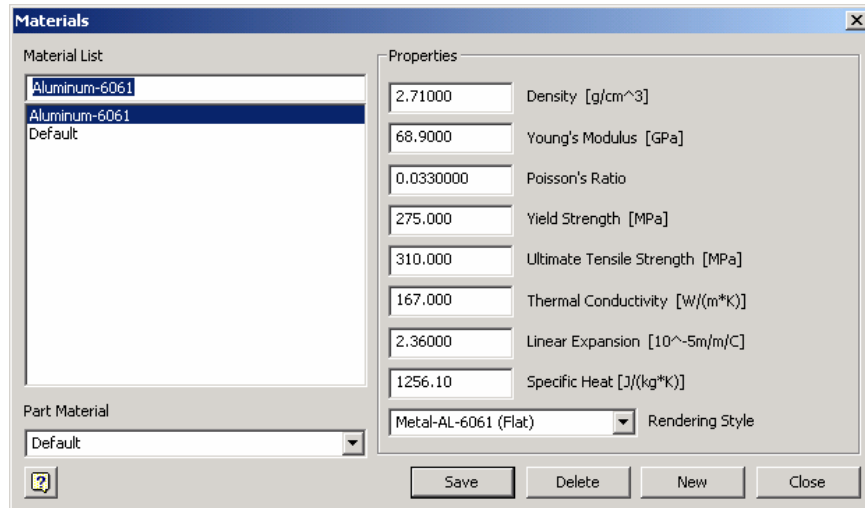 Materials
Material List
Aluminum-6061
Aluminum-6061
Default
Part Material
Default
Properties
2.71000 Density [g/cm^3]
68.9000 Young's Modulus [GPa]
0.0330000 Poisson's Ratio
275.000 Yield Strength [MPa]
310.000 Ultimate Tensile Strength [MPa]
167.000 Thermal Conductivity [W/(m*K)]
2.36000 Linear Expansion [10^-5m/m/C]
1256.10 Specific Heat [J/(kg*K)]
Metal-AL-6061 (Flat) Rendering Style
? Save Delete New Close